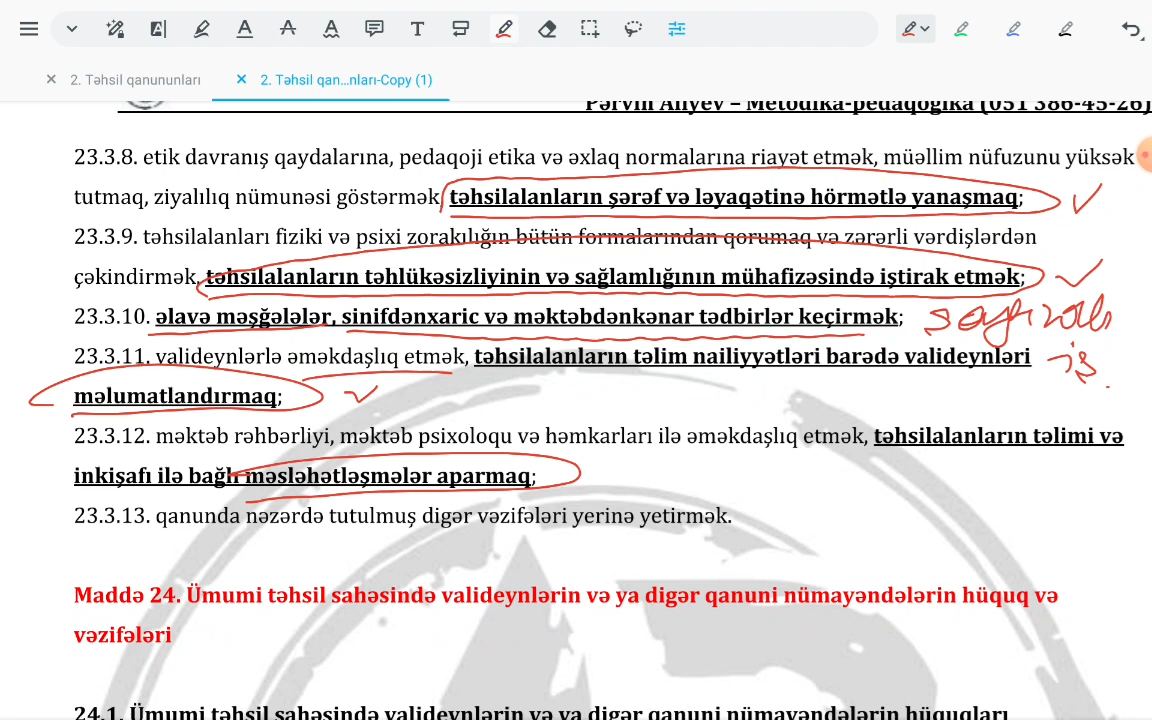 2. Təhsil qanununları
2. Təhsil qan...nları-Copy (1)
Pərvin Əliyev – Metodika-pedaqogika (051 386-45-26)
23.3.8. etik davranış qaydalarına, pedaqoji etika və əxlaq normalarına riayət etmək, müəllim nüfuzunu yüksək
tutmaq, ziyalılıq nümunəsi göstərmək, təhsilalanların şərəf və ləyaqətinə hörmətlə yanaşmaq;
23.3.9. təhsilalanları fiziki və psixi zorakılığın bütün formalarından qorumaq və zərərli vərdişlərdən
çəkindirmək, təhsilalanların təhlükəsizliyinin və sağlamlığının mühafizəsində iştirak etmək;
23.3.10. əlavə məşğələlər, sinifdənxaric və məktəbdənkənar tədbirlər keçirmək;
23.3.11. valideynlərlə əməkdaşlıq etmək, təhsilalanların təlim nailiyyətləri barədə valideynləri
iş.
məlumatlandırmaq;
23.3.12. məktəb rəhbərliyi, məktəb psixoloqu və həmkarları ilə əməkdaşlıq etmək, təhsilalanların təlimi və
inkişafı ilə bağlı məsləhətləşmələr aparmaq;
23.3.13. qanunda nəzərdə tutulmuş digər vəzifələri yerinə yetirmək.
Maddə 24. Ümumi təhsil sahəsində valideynlərin və ya digər qanuni nümayəndələrin hüquq və
vəzifələri
24.1. Ümumi təhsil sahəsində valideynlərin və ya digər qanuni nümayəndələrin hüquqları